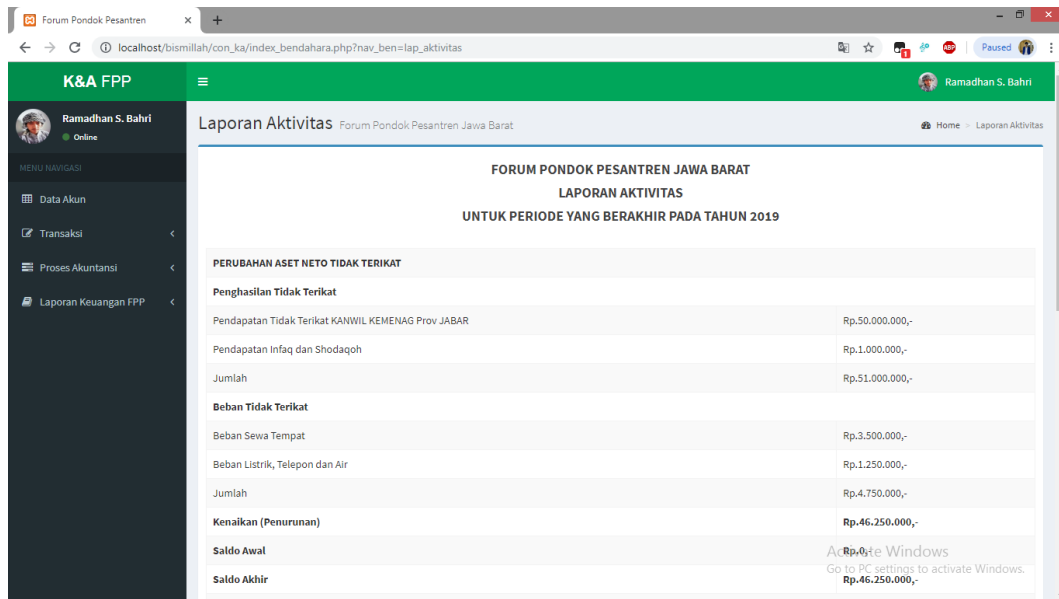 Forum Pondok Pesantren
localhost/bismillah/con_ka/index_bendahara.php?nav_ben=lap_aktivitas
1
ABP
Paused
K&A FPP
Ramadhan S. Bahri
Ramadhan S. Bahri
Online
MENU NAVIGASI
Data Akun
Transaksi
Proses Akuntansi
Laporan Keuangan FPP
Laporan Aktivitas Forum Pondok Pesantren Jawa Barat
Home > Laporan Aktivitas
FORUM PONDOK PESANTREN JAWA BARAT
LAPORAN AKTIVITAS
UNTUK PERIODE YANG BERAKHIR PADA TAHUN 2019
PERUBAHAN ASET NETO TIDAK TERIKAT
Penghasilan Tidak Terikat
Pendapatan Tidak Terikat KANWIL KEMENAG Prov JABAR Rp.50.000.000,-
Pendapatan Infaq dan Shodaqoh Rp.1.000.000,-
Jumlah Rp.51.000.000,-
Beban Tidak Terikat
Beban Sewa Tempat Rp.3.500.000,-
Beban Listrik, Telepon dan Air Rp.1.250.000,-
Jumlah Rp.4.750.000,-
Kenaikan (Penurunan) Rp.46.250.000,-
Saldo Awal Rp.0,-
Saldo Akhir Rp.46.250.000,-
Activate Windows
Go to PC settings to activate Windows.